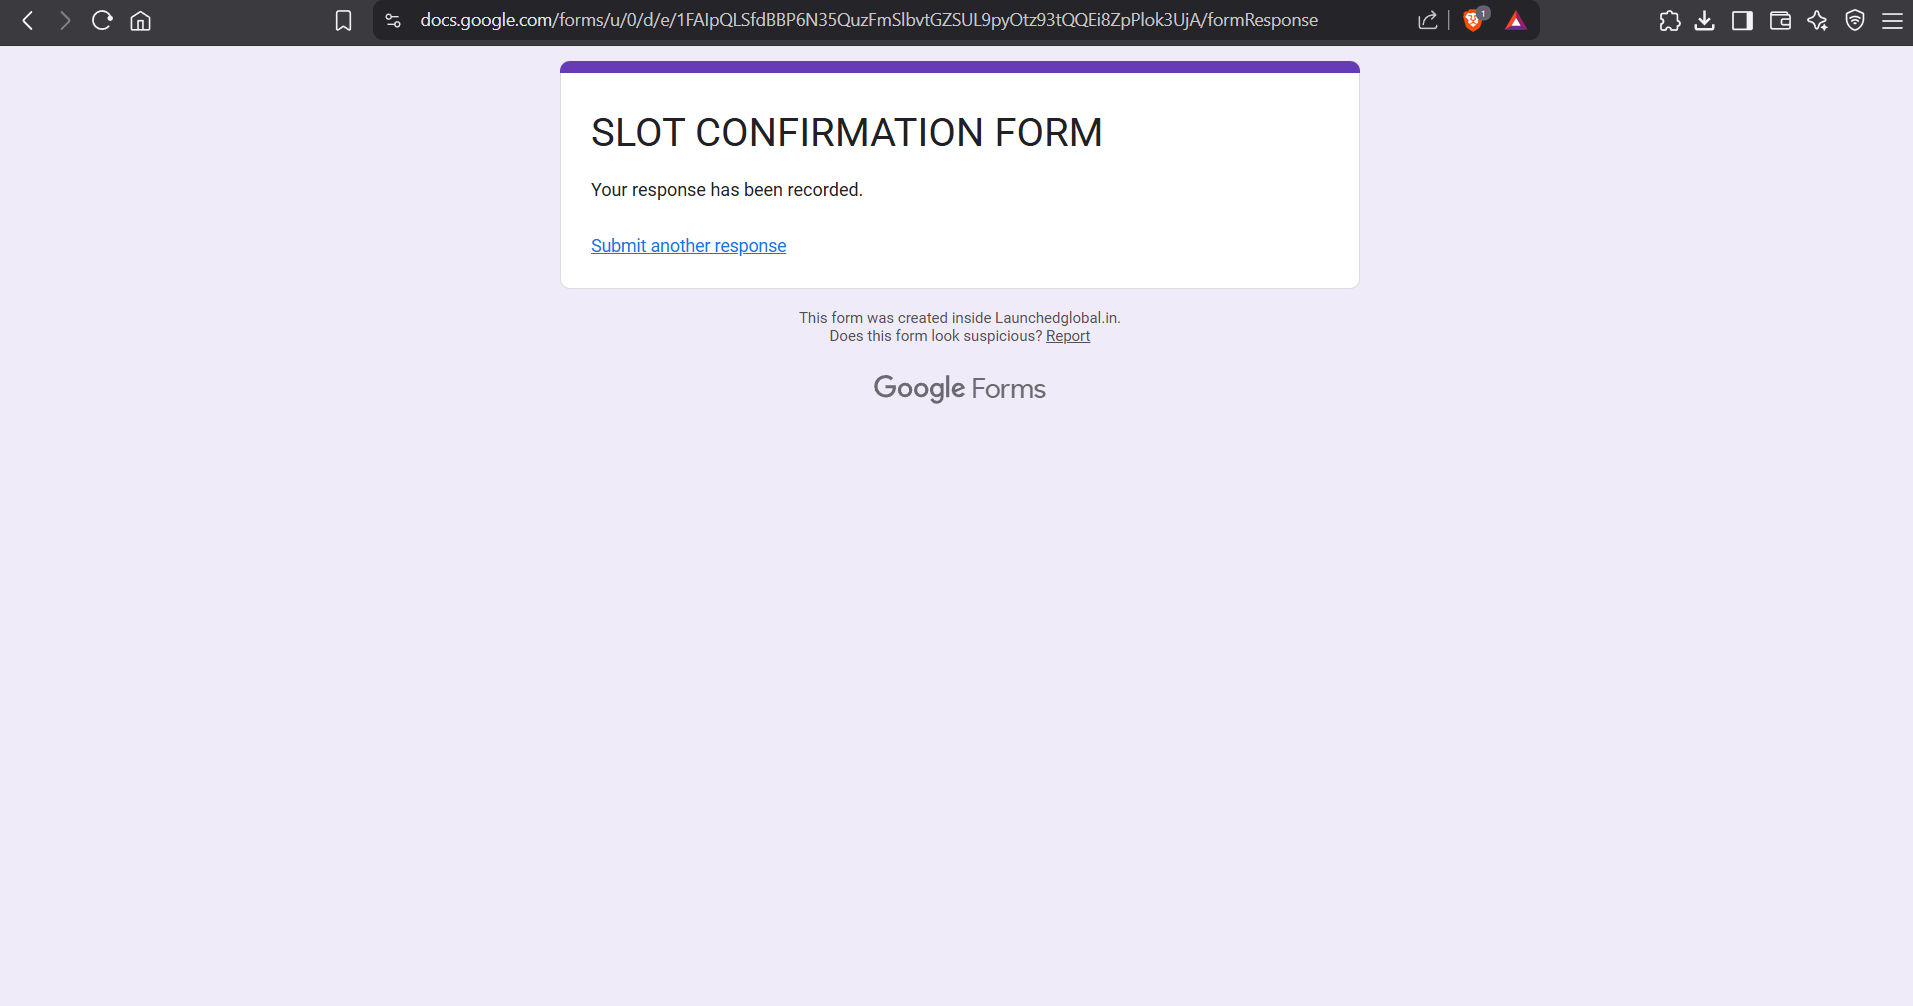 docs.google.com/forms/u/0/d/e/1FAIpQLSfdBBP6N35QuzFmSlbvtGZSUL9pyOtz93tQQEi8ZpPlok3UjA/formResponse
1
SLOT CONFIRMATION FORM
Your response has been recorded.
Submit another response
This form was created inside Launchedglobal.in.
Does this form look suspicious? Report
Google Forms